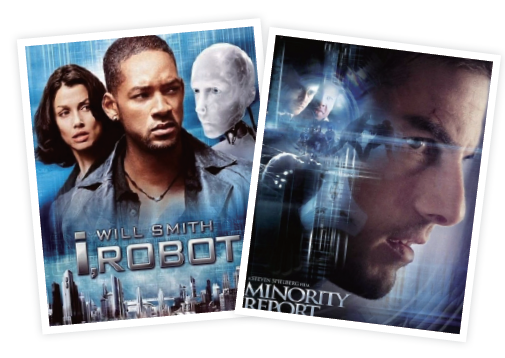 WILL SMITH
i,ROBOT
A STEVEN SPIELBERG FILM
MINORITY
REPORT